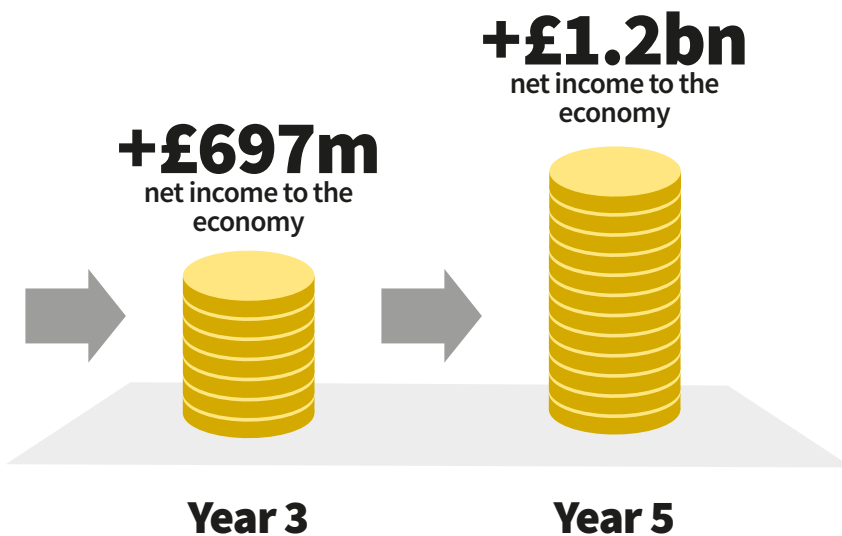 +£697m
net income to the
economy
+£1.2bn
net income to the
economy
Year 3
Year 5